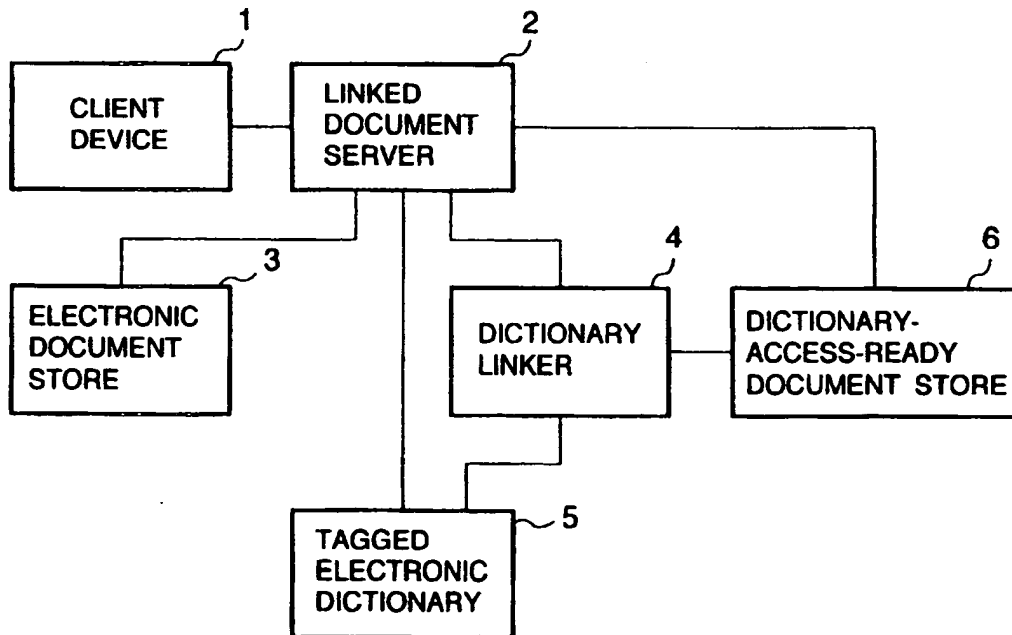 1
CLIENT
DEVICE
2
LINKED
DOCUMENT
SERVER
3
ELECTRONIC
DOCUMENT
STORE
4
DICTIONARY
LINKER
6
DICTIONARY-
ACCESS-READY
DOCUMENT STORE
5
TAGGED
ELECTRONIC
DICTIONARY